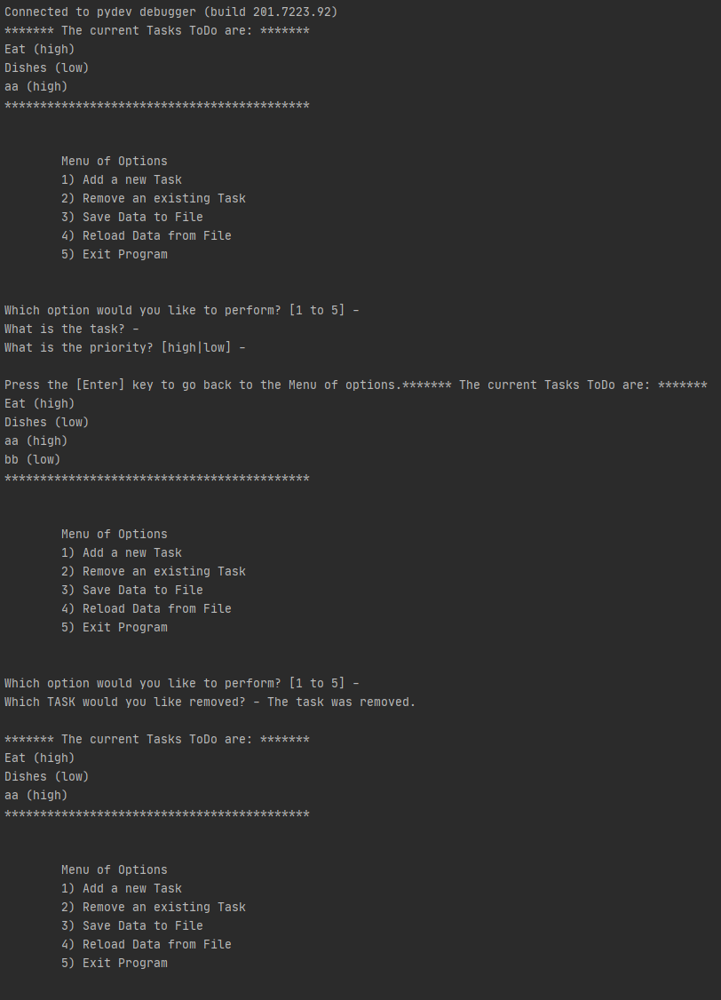 Connected to pydev debugger (build 201.7223.92)
******* The current Tasks ToDo are: *******
Eat (high)
Dishes (low)
aa (high)
*******************************************
Menu of Options
1) Add a new Task
2) Remove an existing Task
3) Save Data to File
4) Reload Data from File
5) Exit Program
Which option would you like to perform? [1 to 5] -
What is the task? -
What is the priority? [high|low] -
Press the [Enter] key to go back to the Menu of options.******* The current Tasks ToDo are: *******
Eat (high)
Dishes (low)
aa (high)
bb (low)
*******************************************
Menu of Options
1) Add a new Task
2) Remove an existing Task
3) Save Data to File
4) Reload Data from File
5) Exit Program
Which option would you like to perform? [1 to 5] -
Which TASK would you like removed? - The task was removed.
******* The current Tasks ToDo are: *******
Eat (high)
Dishes (low)
aa (high)
*******************************************
Menu of Options
1) Add a new Task
2) Remove an existing Task
3) Save Data to File
4) Reload Data from File
5) Exit Program